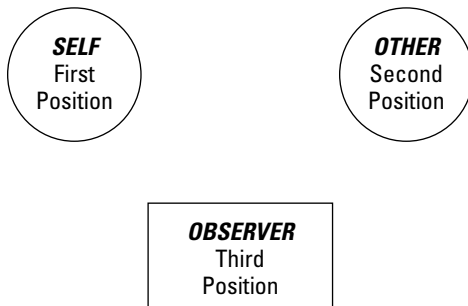 SELF
First
Position
OTHER
Second
Position
OBSERVER
Third
Position